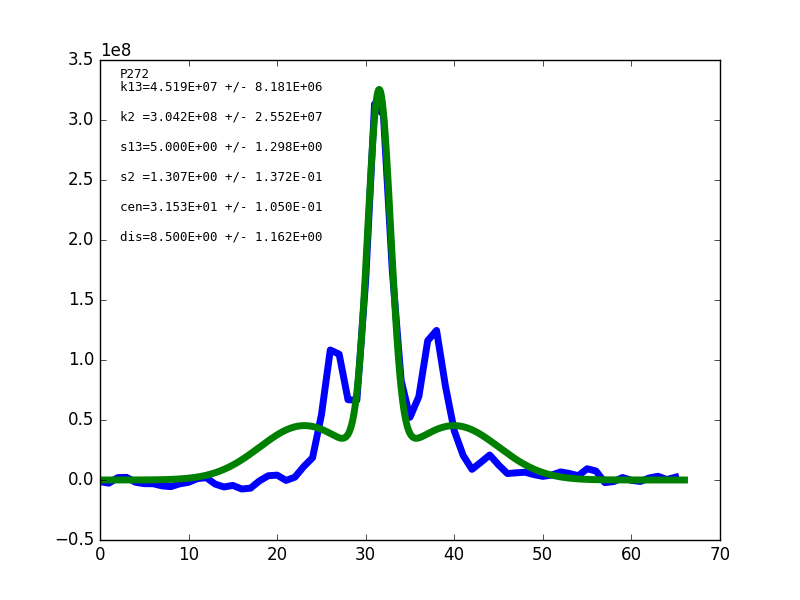 1e8
3.5
3.0
2.5
2.0
1.5
1.0
0.5
0.0
−0.5
P272
k13=4.519E+07 +/- 8.181E+06
k2 =3.042E+08 +/- 2.552E+07
s13=5.000E+00 +/- 1.298E+00
s2 =1.307E+00 +/- 1.372E-01
cen=3.153E+01 +/- 1.050E-01
dis=8.500E+00 +/- 1.162E+00
0 10 20 30 40 50 60 70